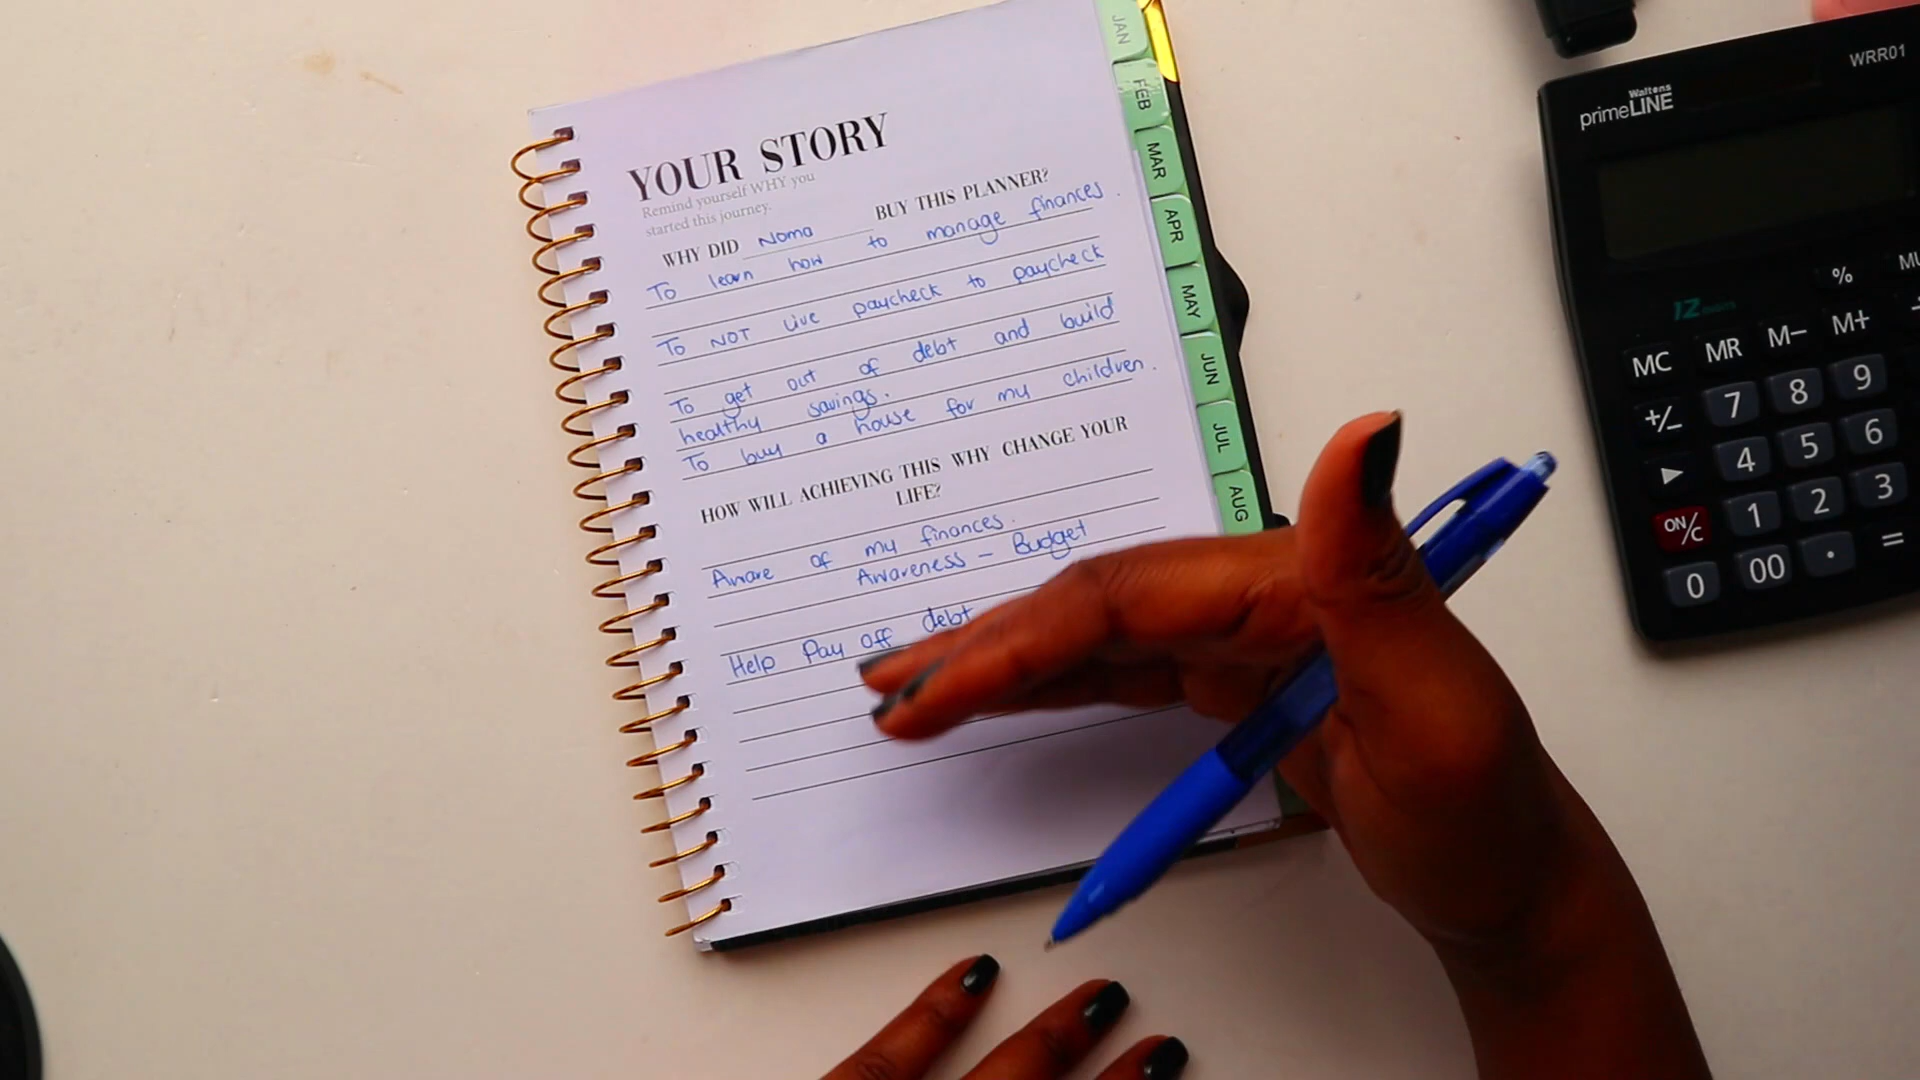 YOUR STORY
Remind yourself WHY you
started this journey.
WHY DID Noma BUY THIS PLANNER?
To learn how to manage finances.
To NOT live paycheck to paycheck
To get out of debt and build
healthy savings.
To buy a house for my children.
HOW WILL ACHIEVING THIS WHY CHANGE YOUR
LIFE?
Aware of my finances.
Awareness - Budget
Help Pay off debt
JAN
FEB
MAR
APR
MAY
JUN
JUL
AUG
Waltons
primeLINE
WRR01
12
%
MU
MC MR M− M+
+/− 7 8 9
▶ 4 5 6
ON/C 1 2 3
0 00 · =